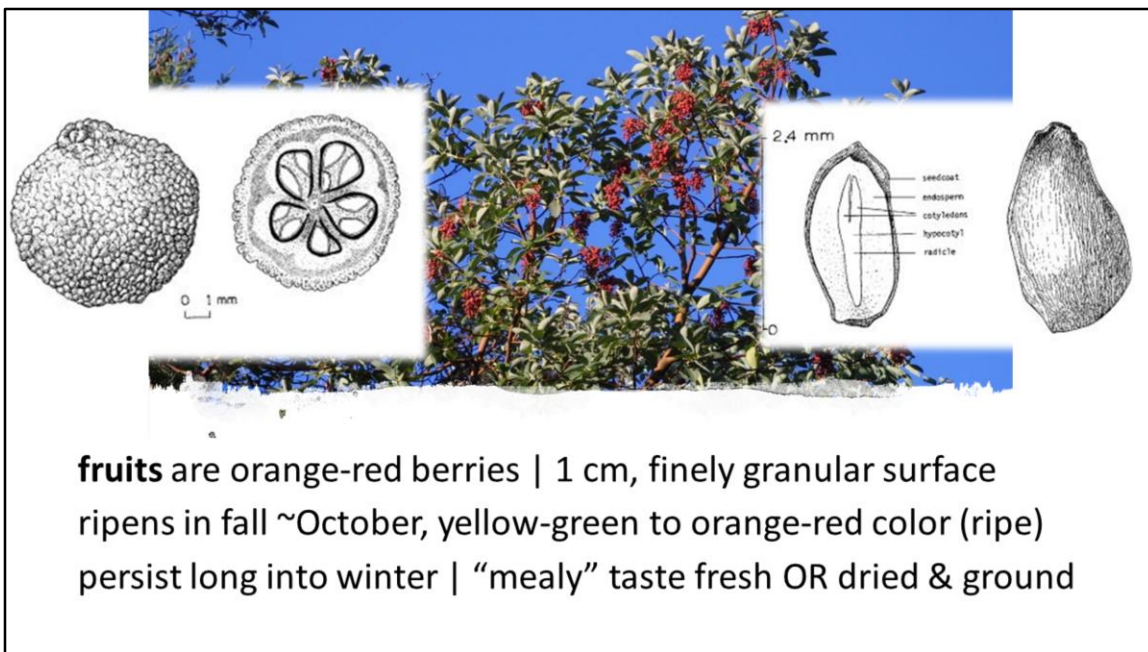 0 1 mm
2.4 mm
seedcoat
endosperm
cotyledons
hypocotyl
radicle
0
fruits are orange-red berries | 1 cm, finely granular surface
ripens in fall ~October, yellow-green to orange-red color (ripe)
persist long into winter | “mealy” taste fresh OR dried & ground